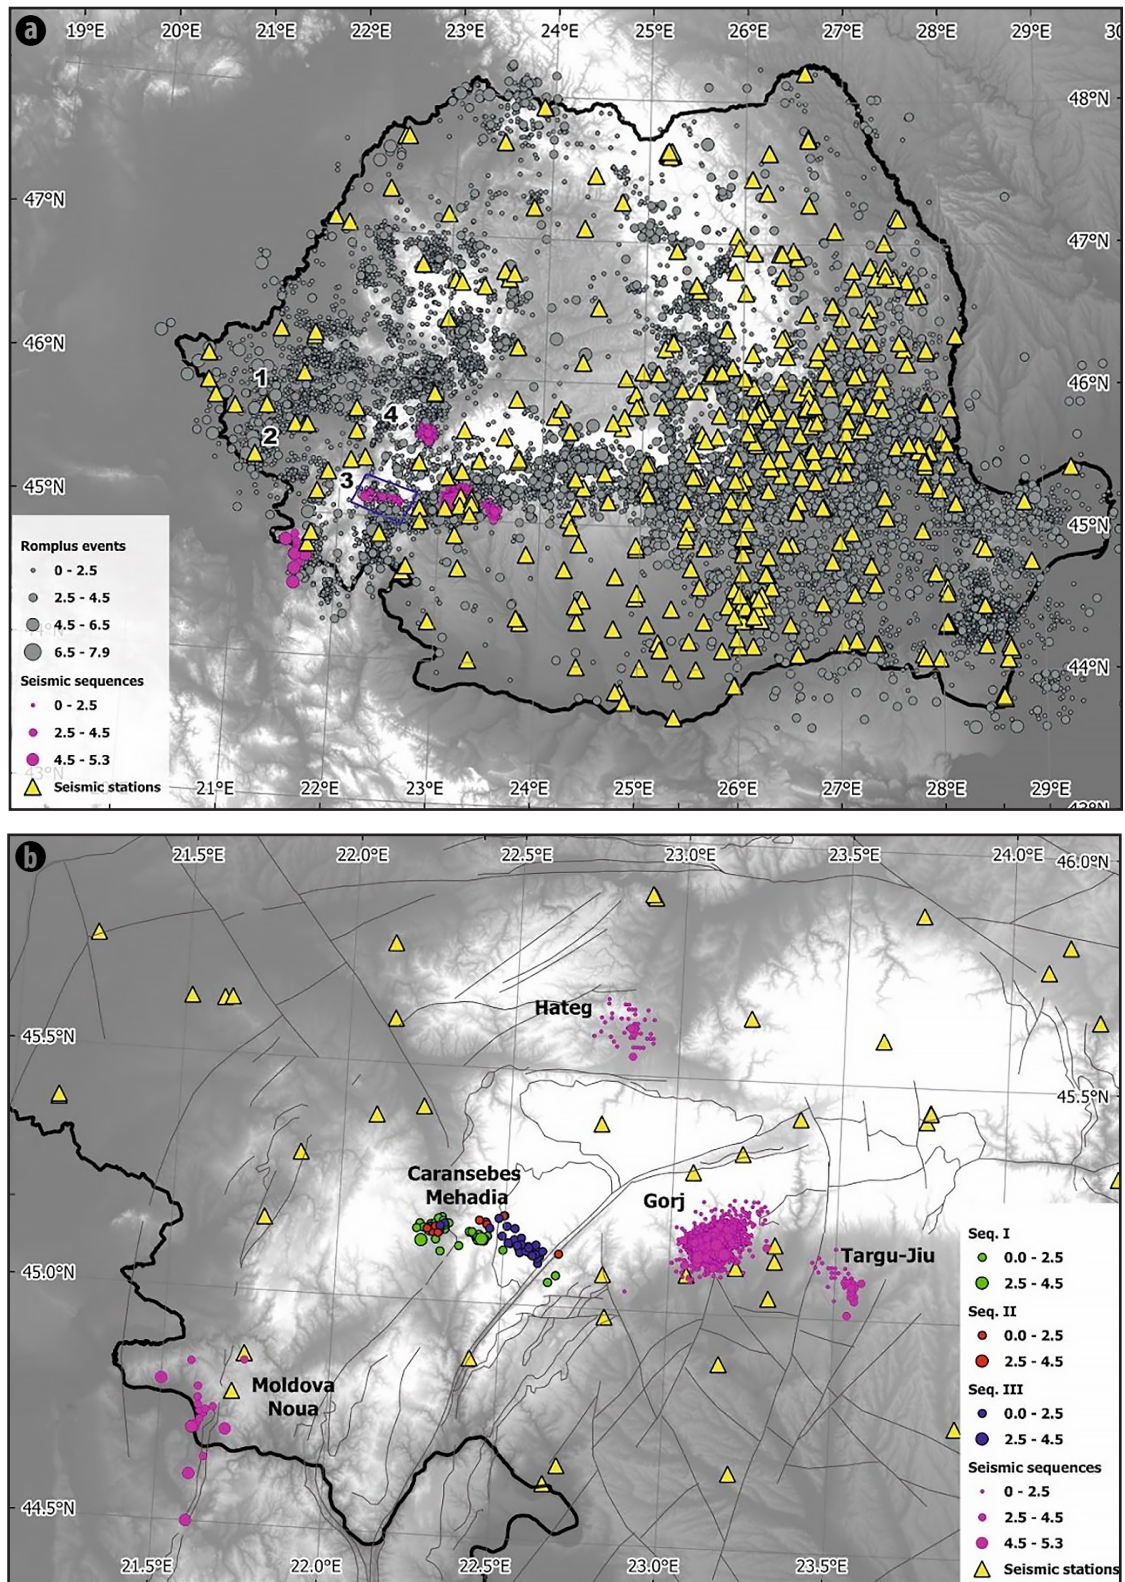 a
19°E 20°E 21°E 22°E 23°E 24°E 25°E 26°E 27°E 28°E 29°E 30
48°N
47°N
47°N
46°N
46°N
1
4
2
3
45°N
45°N
44°N
Romplus events
0 - 2.5
2.5 - 4.5
4.5 - 6.5
6.5 - 7.9
Seismic sequences
0 - 2.5
2.5 - 4.5
4.5 - 5.3
Seismic stations
43°N
21°E 22°E 23°E 24°E 25°E 26°E 27°E 28°E 29°E
43°N
b
21.5°E 22.0°E 22.5°E 23.0°E 23.5°E 24.0°E
46.0°N
Hateg
45.5°N
45.5°N
Caransebes
Mehadia
Gorj
Targu-Jiu
45.0°N
Moldova
Noua
44.5°N
21.5°E 22.0°E 22.5°E 23.0°E 23.5°E
Seq. I
0.0 - 2.5
2.5 - 4.5
Seq. II
0.0 - 2.5
2.5 - 4.5
Seq. III
0.0 - 2.5
2.5 - 4.5
Seismic sequences
0 - 2.5
2.5 - 4.5
4.5 - 5.3
Seismic stations